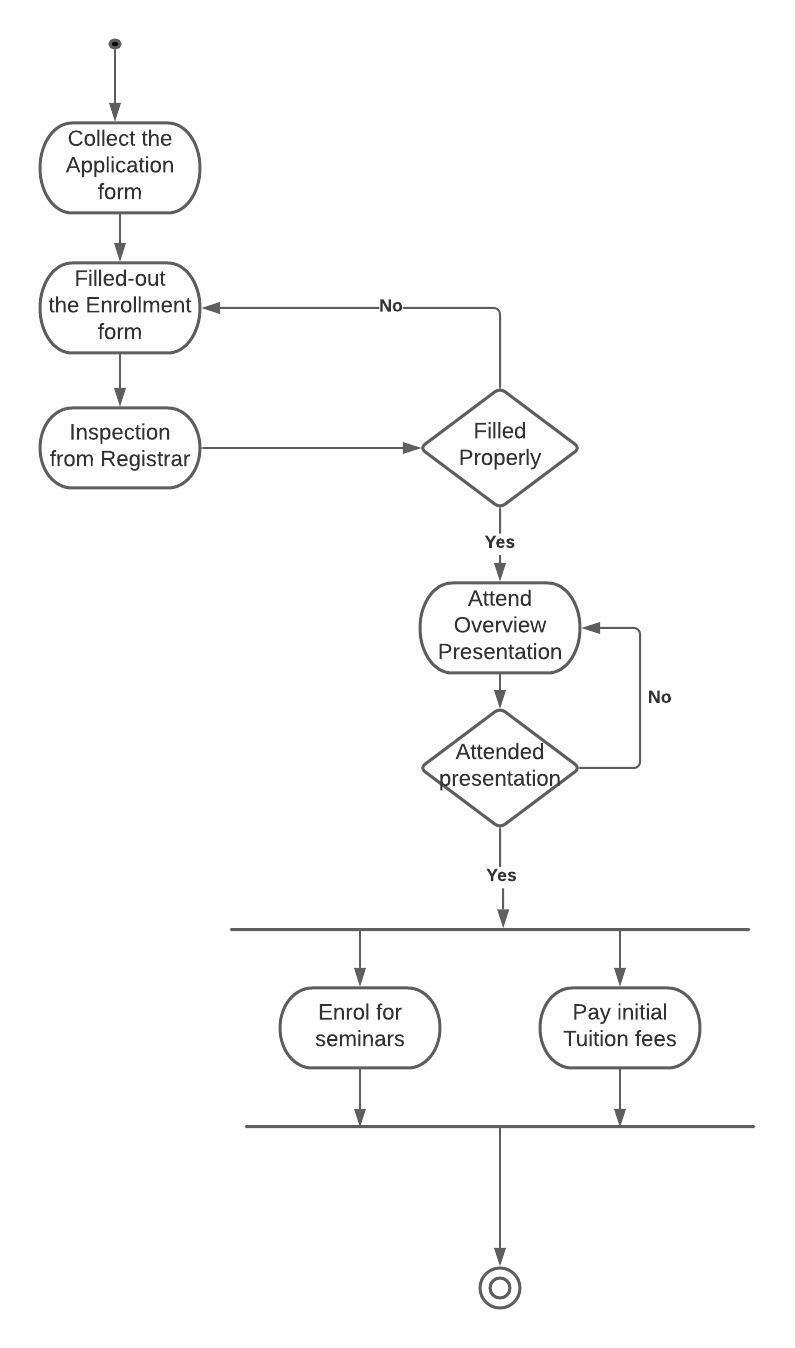 Collect the
Application
form
Filled-out
the Enrollment
form
No
Inspection
from Registrar
Filled
Properly
Yes
Attend
Overview
Presentation
No
Attended
presentation
Yes
Enrol for
seminars
Pay initial
Tuition fees